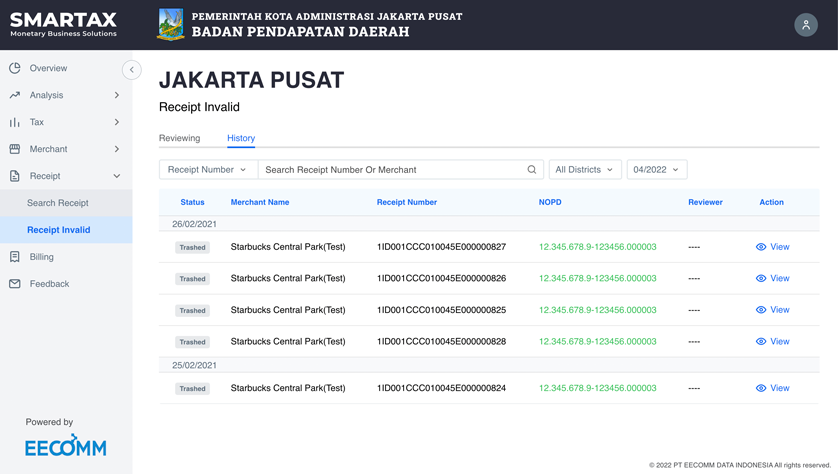 SMARTAX
Monetary Business Solutions
PEMERINTAH KOTA ADMINISTRASI JAKARTA PUSAT
BADAN PENDAPATAN DAERAH
Overview
Analysis
Tax
Merchant
Receipt
Search Receipt
Receipt Invalid
Billing
Feedback
Powered by
EECOMM
JAKARTA PUSAT
Receipt Invalid
Reviewing History
Receipt Number Search Receipt Number Or Merchant All Districts 04/2022
Status Merchant Name Receipt Number NOPD Reviewer Action
26/02/2021
Trashed Starbucks Central Park(Test) 1ID001CCC010045E000000827 12.345.678.9-123456.000003 ---- View
Trashed Starbucks Central Park(Test) 1ID001CCC010045E000000826 12.345.678.9-123456.000003 ---- View
Trashed Starbucks Central Park(Test) 1ID001CCC010045E000000825 12.345.678.9-123456.000003 ---- View
Trashed Starbucks Central Park(Test) 1ID001CCC010045E000000828 12.345.678.9-123456.000003 ---- View
25/02/2021
Trashed Starbucks Central Park(Test) 1ID001CCC010045E000000824 12.345.678.9-123456.000003 ---- View
© 2022 PT EECOMM DATA INDONESIA All rights reserved.